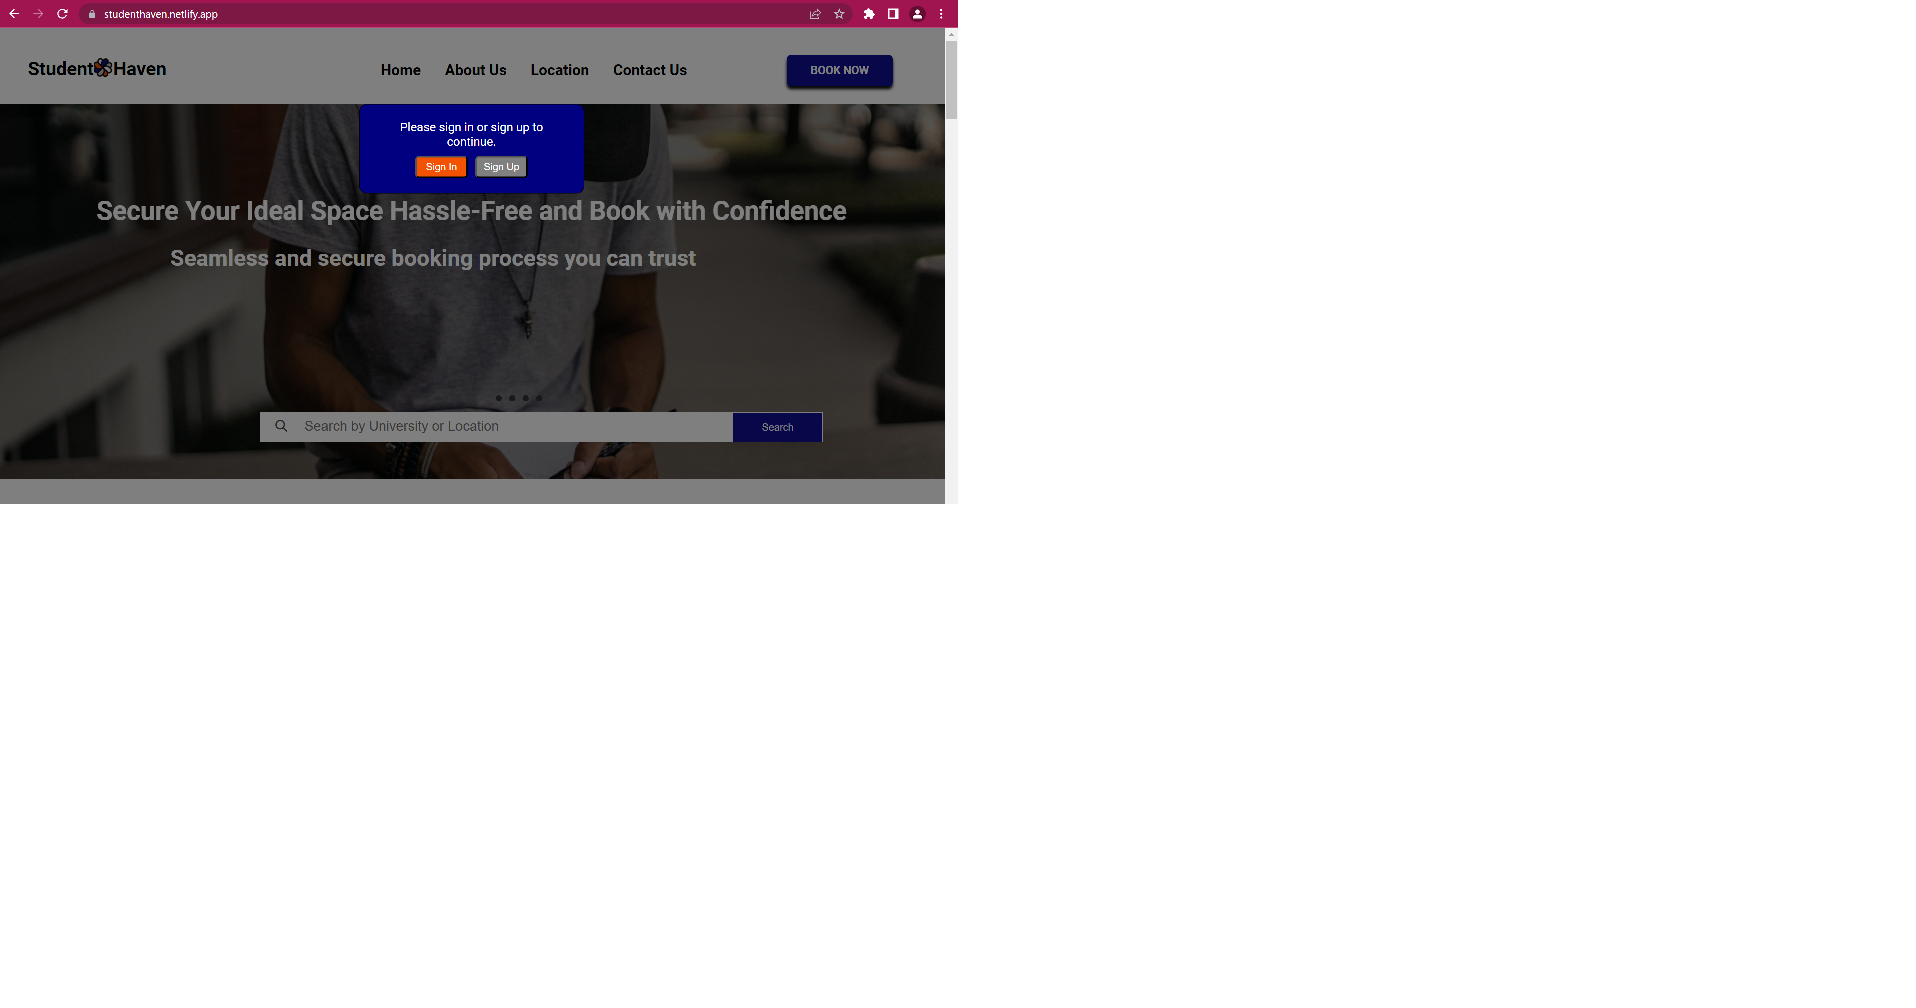 studenthaven.netlify.app
StudentHaven
Home About Us Location Contact Us
BOOK NOW
Please sign in or sign up to
continue.
Sign In Sign Up
Secure Your Ideal Space Hassle-Free and Book with Confidence
Seamless and secure booking process you can trust
Search by University or Location
Search